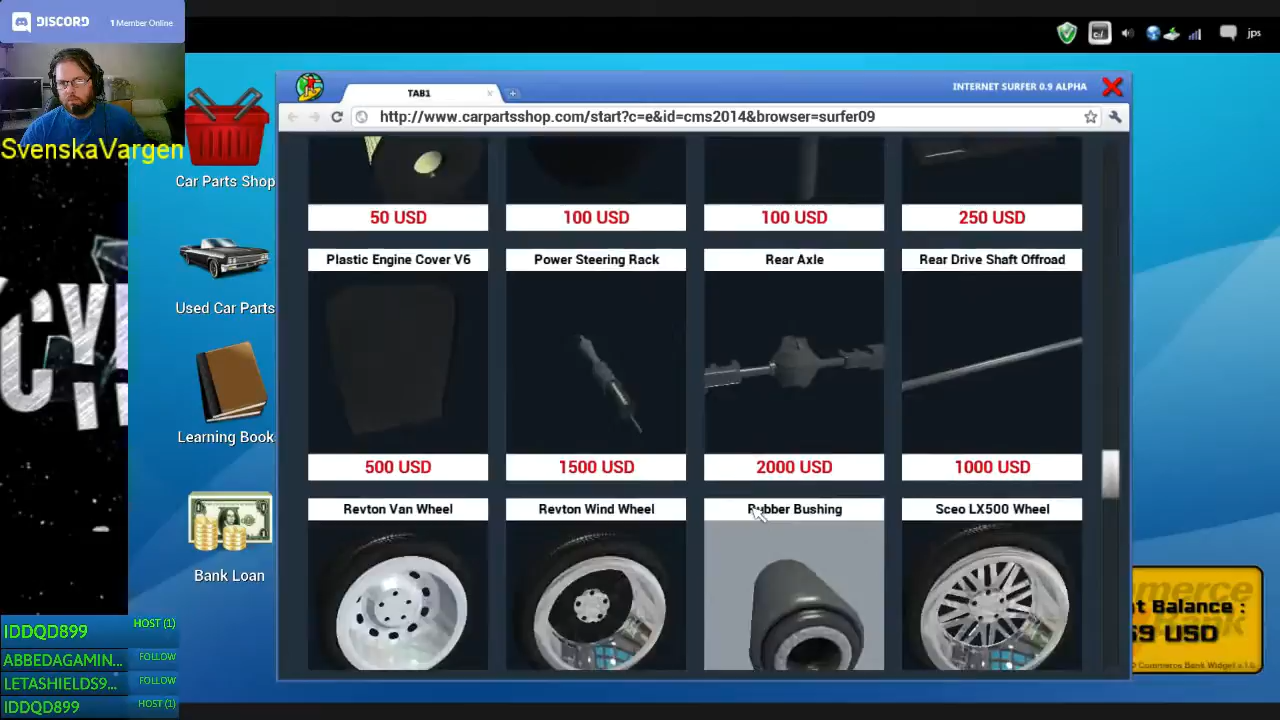 DISCORD 1 Member Online
jps
TAB1
INTERNET SURFER 0.9 ALPHA
http://www.carpartsshop.com/start?c=e&id=cms2014&browser=surfer09
SvenskaVargen
Car Parts Shop
Used Car Parts
Learning Book
Bank Loan
50 USD
100 USD
100 USD
250 USD
Plastic Engine Cover V6
Power Steering Rack
Rear Axle
Rear Drive Shaft Offroad
500 USD
1500 USD
2000 USD
1000 USD
Revton Van Wheel
Revton Wind Wheel
Rubber Bushing
Sceo LX500 Wheel
t Balance :
69 USD
IDDQD899 HOST (1)
ABBEDAGAMIN... FOLLOW
LETASHIELDS9... FOLLOW
IDDQD899 HOST (1)